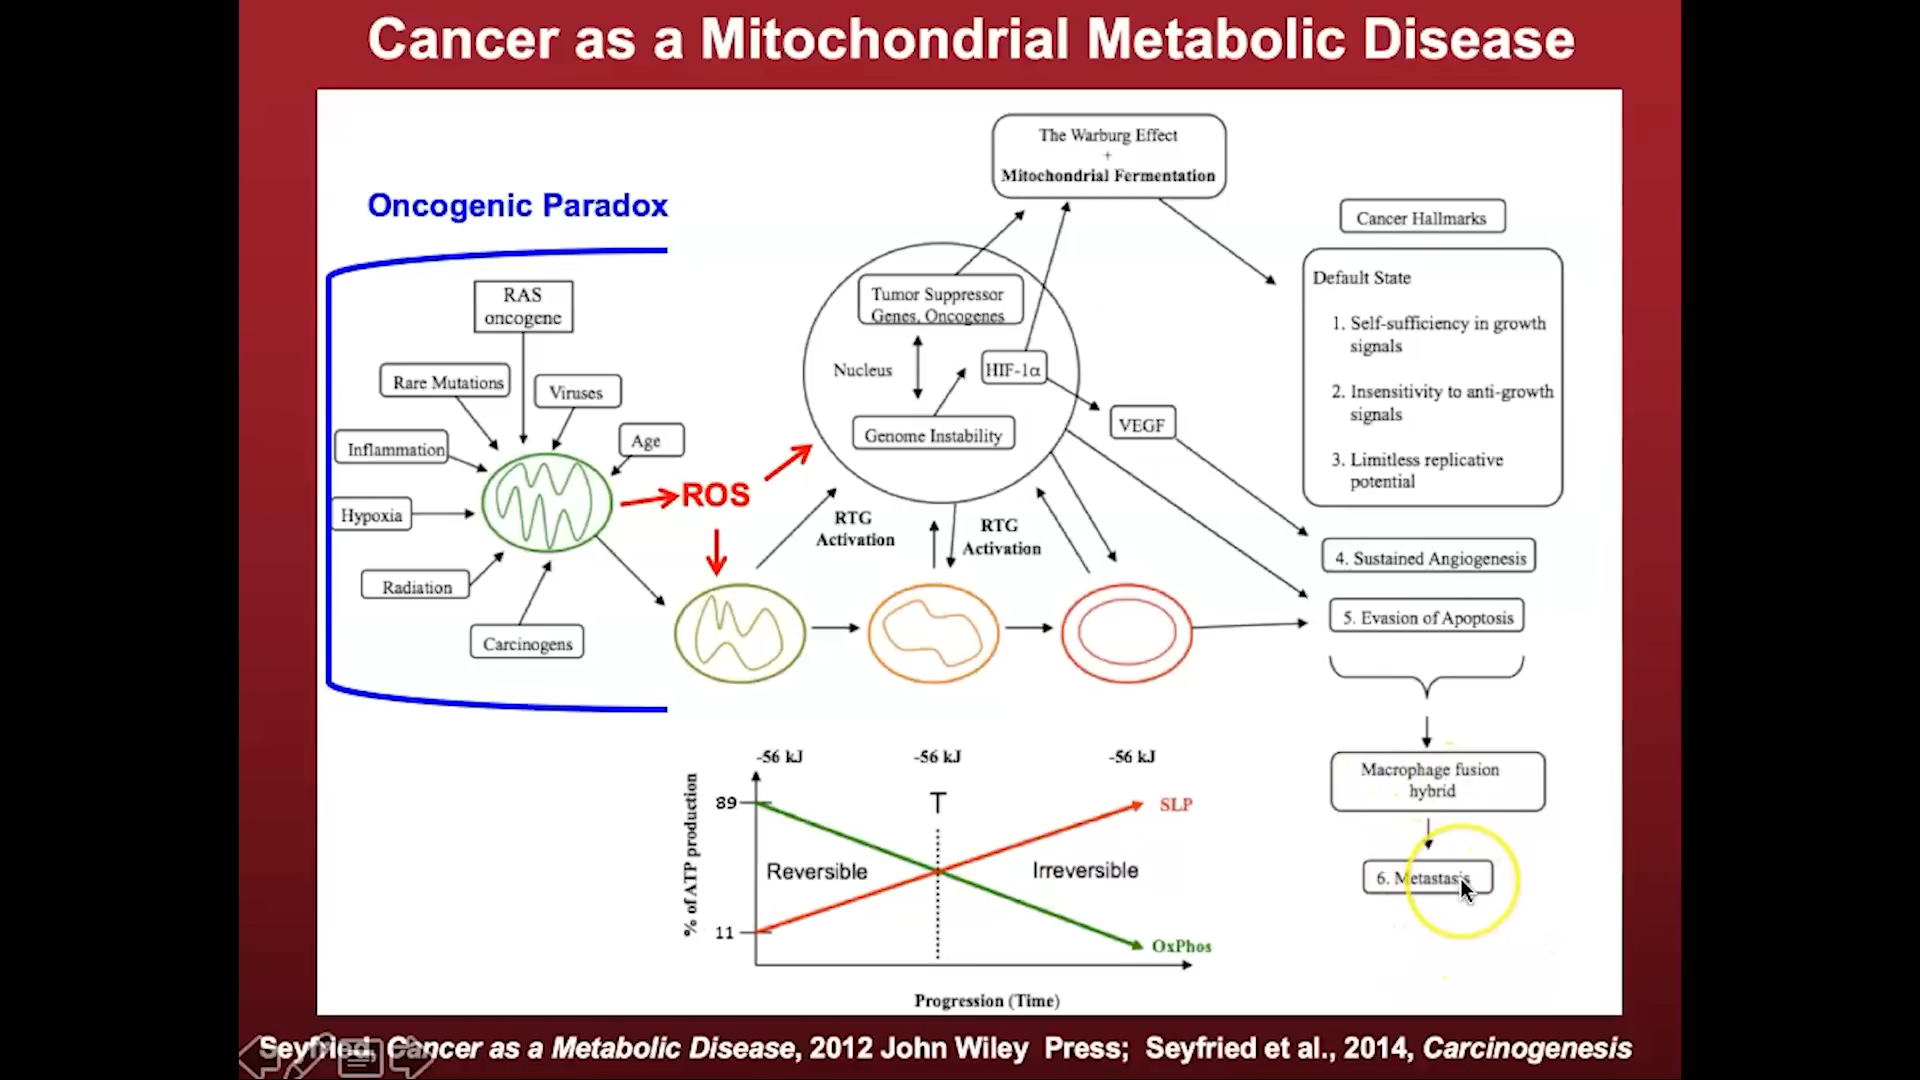 Cancer as a Mitochondrial Metabolic Disease
The Warburg Effect
+
Mitochondrial Fermentation
Oncogenic Paradox
Cancer Hallmarks
Default State
1. Self-sufficiency in growth
signals
2. Insensitivity to anti-growth
signals
3. Limitless replicative
potential
RAS
oncogene
Rare Mutations
Viruses
Inflammation
Age
Hypoxia
Radiation
Carcinogens
ROS
Tumor Suppressor
Genes, Oncogenes
Nucleus
HIF-1α
Genome Instability
VEGF
RTG
Activation
RTG
Activation
4. Sustained Angiogenesis
5. Evasion of Apoptosis
Macrophage fusion
hybrid
6. Metastasis
-56 kJ
-56 kJ
-56 kJ
% of ATP production
89
T
SLP
Reversible
Irreversible
11
OxPhos
Progression (Time)
Seyfried, Cancer as a Metabolic Disease, 2012 John Wiley Press; Seyfried et al., 2014, Carcinogenesis